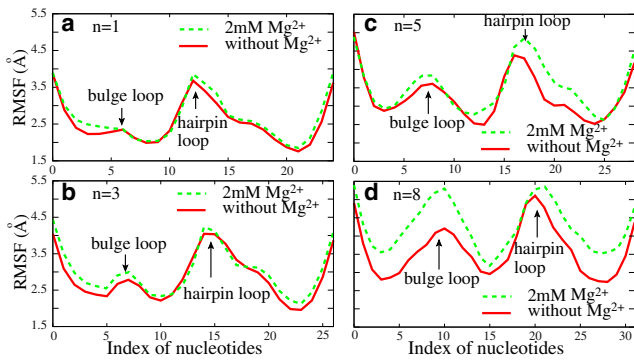 a n=1
2mM Mg²⁺
without Mg²⁺
bulge loop
hairpin
loop
RMSF (Å)
5.5
4.5
3.5
2.5
1.5
0 5 10 15 20
b n=3
2mM Mg²⁺
without Mg²⁺
bulge loop
hairpin loop
RMSF (Å)
5.5
4.5
3.5
2.5
1.5
0 5 10 15 20 25
Index of nucleotides
c n=5
hairpin loop
2mM Mg²⁺
without Mg²⁺
bulge loop
0 5 10 15 20 25
d n=8
hairpin
loop
bulge loop
2mM Mg²⁺
without Mg²⁺
0 5 10 15 20 25 30
Index of nucleotides